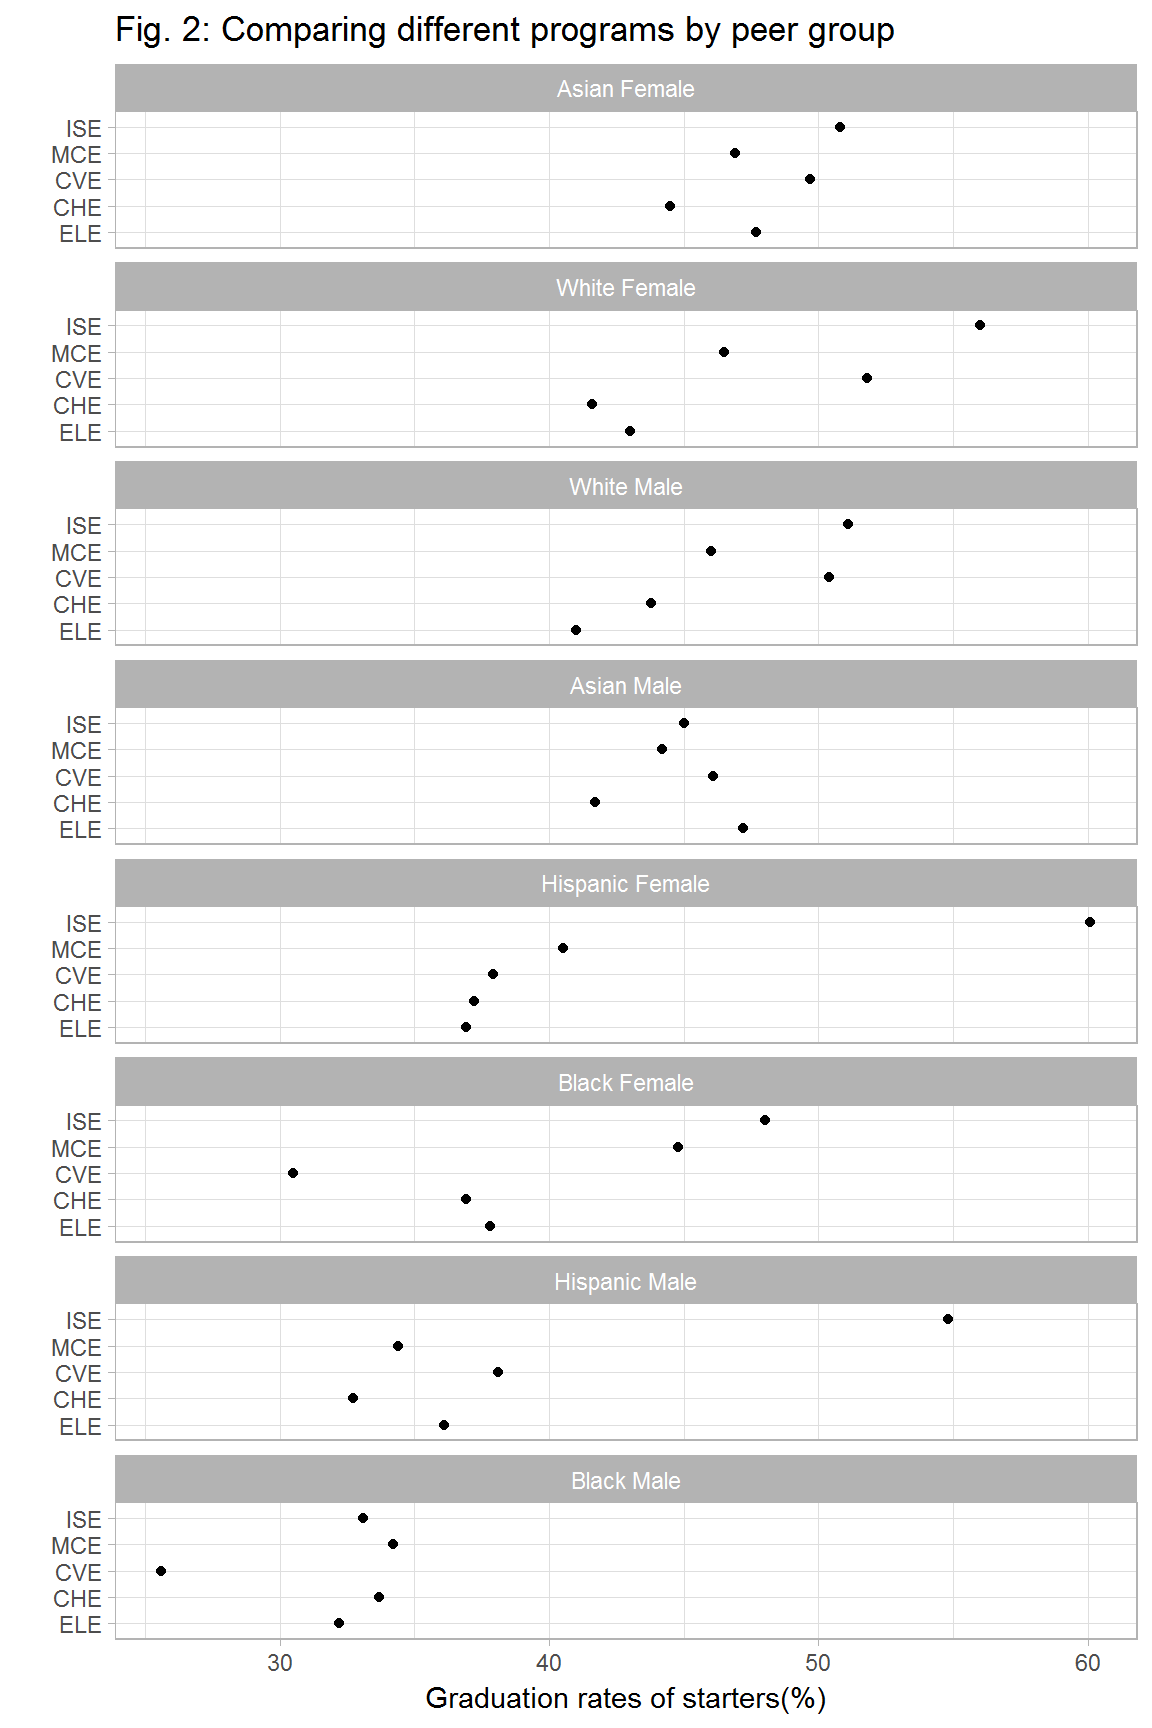 Fig. 2: Comparing different programs by peer group
Asian Female
ISE
MCE
CVE
CHE
ELE
White Female
ISE
MCE
CVE
CHE
ELE
White Male
ISE
MCE
CVE
CHE
ELE
Asian Male
ISE
MCE
CVE
CHE
ELE
Hispanic Female
ISE
MCE
CVE
CHE
ELE
Black Female
ISE
MCE
CVE
CHE
ELE
Hispanic Male
ISE
MCE
CVE
CHE
ELE
Black Male
ISE
MCE
CVE
CHE
ELE
30 40 50 60
Graduation rates of starters(%)